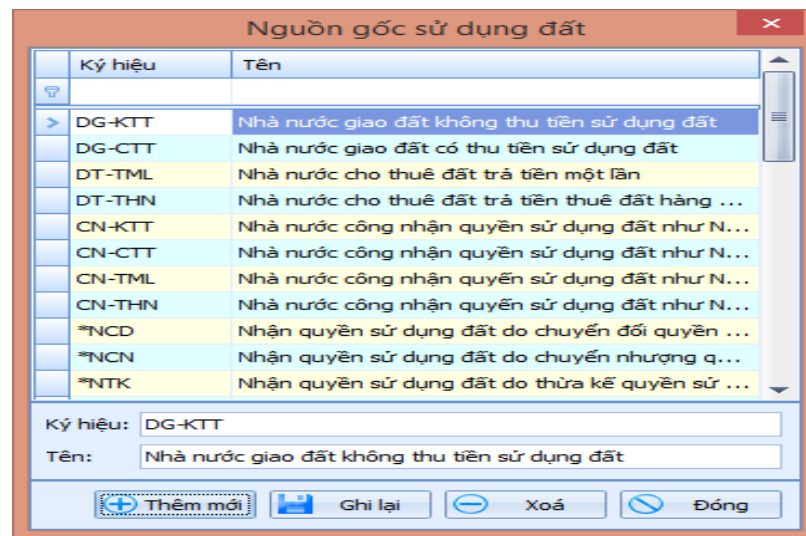 Nguồn gốc sử dụng đất
Ký hiệu Tên
DG-KTT Nhà nước giao đất không thu tiền sử dụng đất
DG-CTT Nhà nước giao đất có thu tiền sử dụng đất
DT-TML Nhà nước cho thuê đất trả tiền một lần
DT-THN Nhà nước cho thuê đất trả tiền thuê đất hàng ...
CN-KTT Nhà nước công nhận quyền sử dụng đất như N...
CN-CTT Nhà nước công nhận quyền sử dụng đất như N...
CN-TML Nhà nước công nhận quyền sử dụng đất như N...
CN-THN Nhà nước công nhận quyền sử dụng đất như N...
*NCD Nhận quyền sử dụng đất do chuyển đổi quyền ...
*NCN Nhận quyền sử dụng đất do chuyển nhượng q...
*NTK Nhận quyền sử dụng đất do thừa kế quyền sử ...
Ký hiệu: DG-KTT
Tên: Nhà nước giao đất không thu tiền sử dụng đất
Thêm mới Ghi lại Xoá Đóng